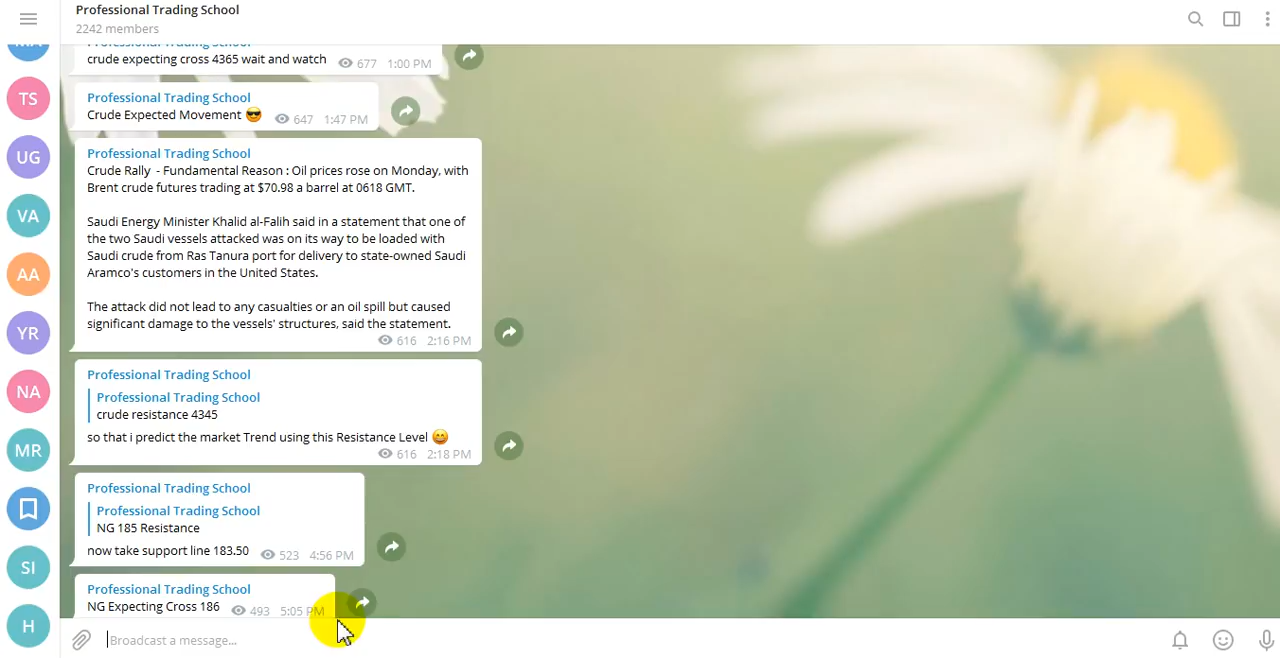 Professional Trading School
2242 members
Professional Trading School
crude expecting cross 4365 wait and watch
677 1:00 PM
TS
Professional Trading School
Crude Expected Movement 😎
647 1:47 PM
UG
Professional Trading School
Crude Rally - Fundamental Reason : Oil prices rose on Monday, with
Brent crude futures trading at $70.98 a barrel at 0618 GMT.
VA
Saudi Energy Minister Khalid al-Falih said in a statement that one of
the two Saudi vessels attacked was on its way to be loaded with
Saudi crude from Ras Tanura port for delivery to state-owned Saudi
Aramco's customers in the United States.
AA
The attack did not lead to any casualties or an oil spill but caused
significant damage to the vessels' structures, said the statement.
616 2:16 PM
YR
Professional Trading School
NA
Professional Trading School
crude resistance 4345
so that i predict the market Trend using this Resistance Level 😄
616 2:18 PM
MR
Professional Trading School
Professional Trading School
NG 185 Resistance
now take support line 183.50
523 4:56 PM
SI
Professional Trading School
NG Expecting Cross 186
493 5:05 PM
H
Broadcast a message...